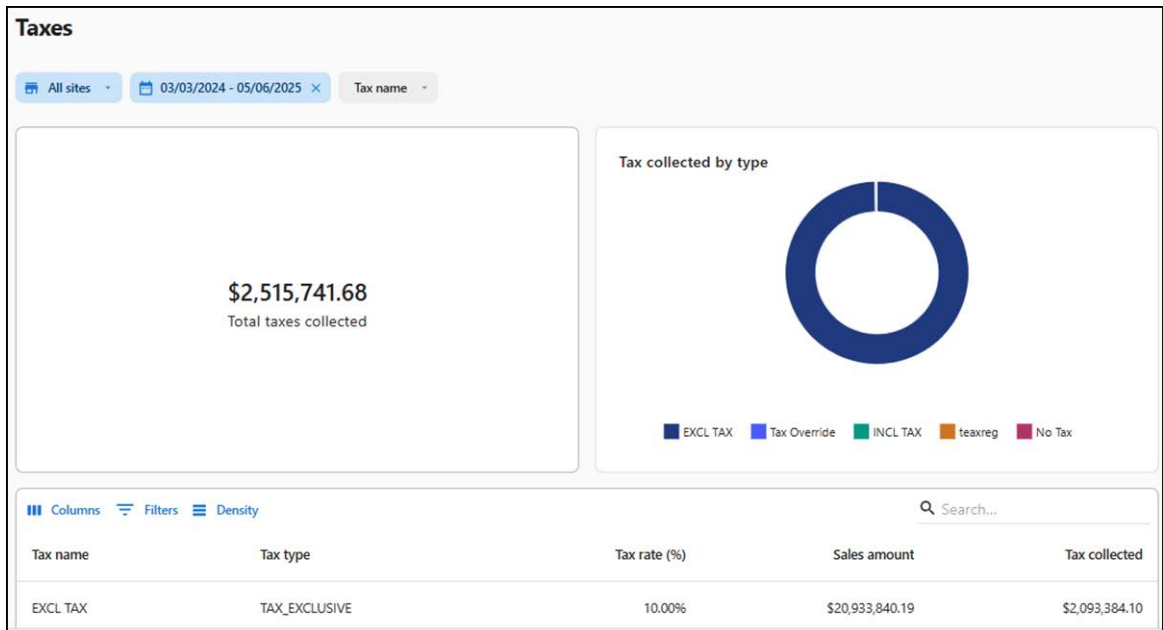 Taxes
All sites
03/03/2024 - 05/06/2025
Tax name
$2,515,741.68
Total taxes collected
Tax collected by type
EXCL TAX Tax Override INCL TAX teaxreg No Tax
Columns Filters Density Search...
Tax name Tax type Tax rate (%) Sales amount Tax collected
EXCL TAX TAX_EXCLUSIVE 10.00% $20,933,840.19 $2,093,384.10